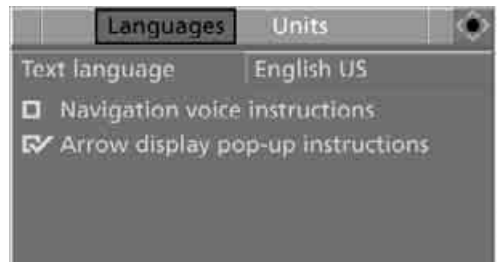 Languages Units
Text language English US
Navigation voice instructions
Arrow display pop-up instructions